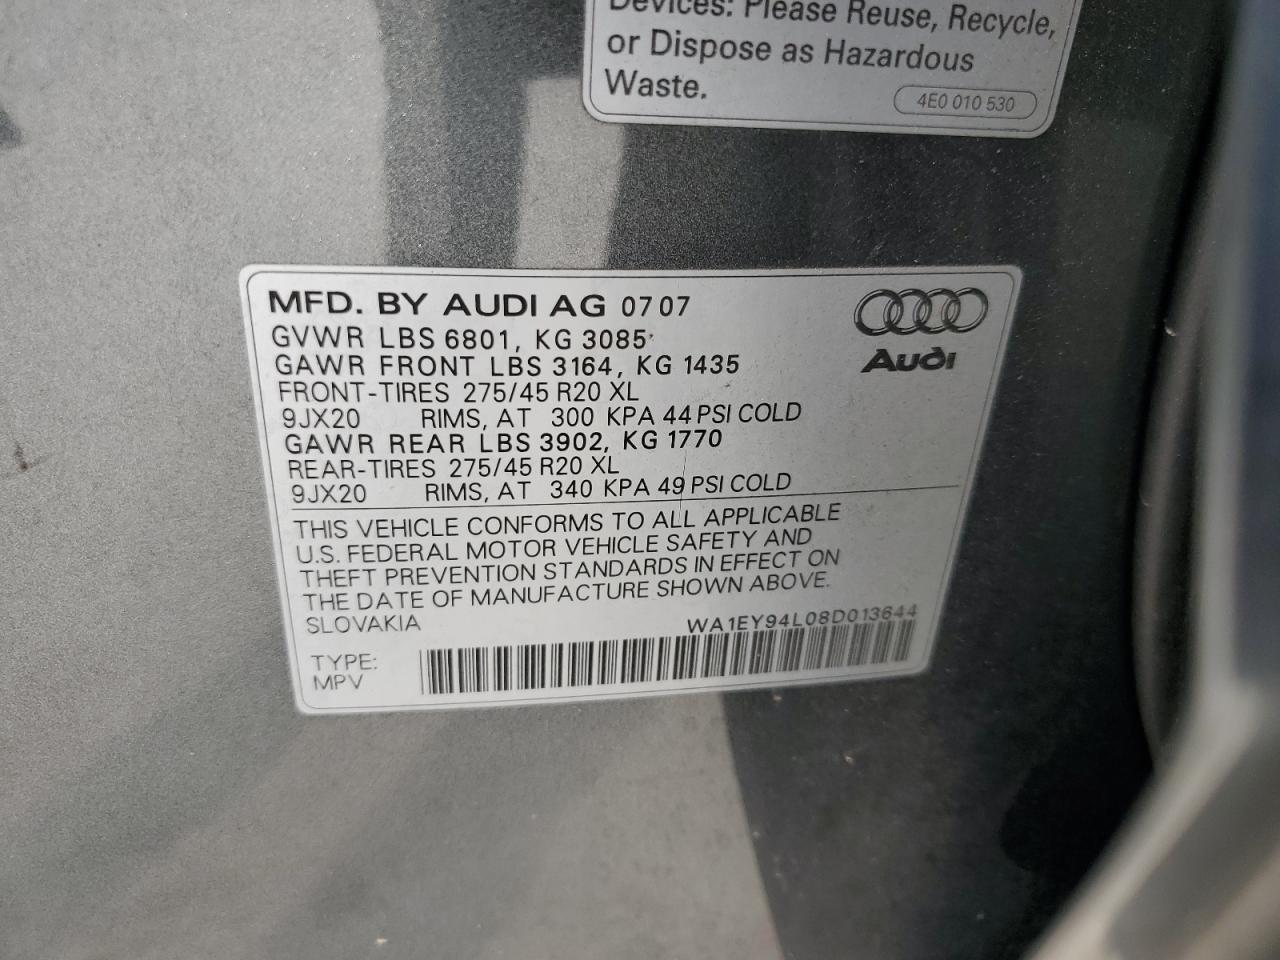 Devices: Please Reuse, Recycle,
or Dispose as Hazardous
Waste.
4E0 010 530
MFD. BY AUDI AG 07 07
GVWR LBS 6801, KG 3085
GAWR FRONT LBS 3164, KG 1435
Audi
FRONT-TIRES 275/45 R20 XL
9JX20 RIMS, AT 300 KPA 44 PSI COLD
GAWR REAR LBS 3902, KG 1770
REAR-TIRES 275/45 R20 XL
9JX20 RIMS, AT 340 KPA 49 PSI COLD
THIS VEHICLE CONFORMS TO ALL APPLICABLE
U.S. FEDERAL MOTOR VEHICLE SAFETY AND
THEFT PREVENTION STANDARDS IN EFFECT ON
THE DATE OF MANUFACTURE SHOWN ABOVE.
SLOVAKIA WA1EY94L08D013644
TYPE:
MPV